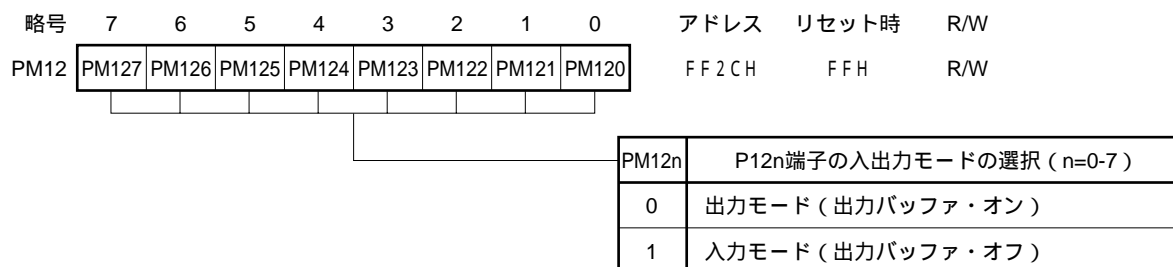 略号 7 6 5 4 3 2 1 0 アドレス リセット時 R/W
PM12 PM127 PM126 PM125 PM124 PM123 PM122 PM121 PM120 FF2CH FFH R/W
PM12n P12n端子の入出力モードの選択（n=0-7）
0 出力モード（出力バッファ・オン）
1 入力モード（出力バッファ・オフ）